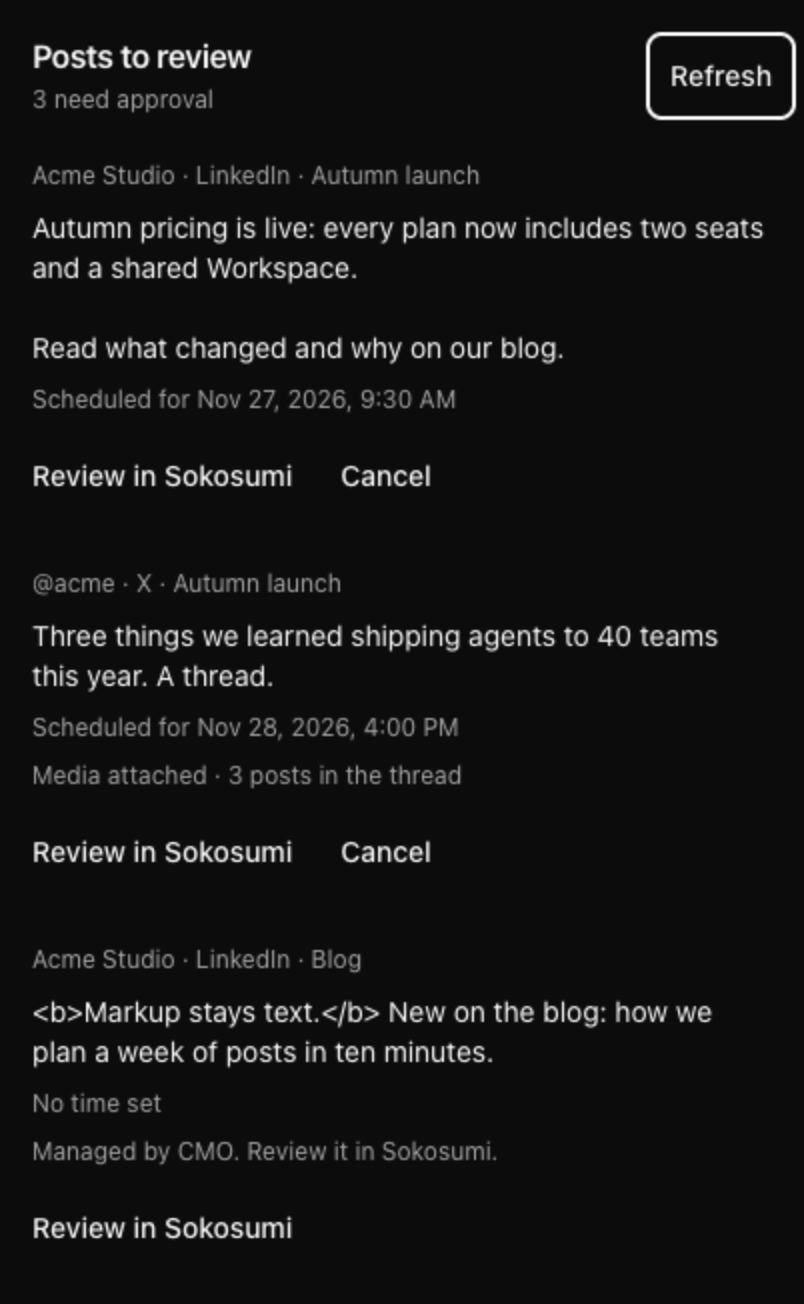 Posts to review
3 need approval
Refresh
Acme Studio · LinkedIn · Autumn launch
Autumn pricing is live: every plan now includes two seats
and a shared Workspace.
Read what changed and why on our blog.
Scheduled for Nov 27, 2026, 9:30 AM
Review in Sokosumi
Cancel
@acme · X · Autumn launch
Three things we learned shipping agents to 40 teams
this year. A thread.
Scheduled for Nov 28, 2026, 4:00 PM
Media attached · 3 posts in the thread
Review in Sokosumi
Cancel
Acme Studio · LinkedIn · Blog
<b>Markup stays text.</b> New on the blog: how we
plan a week of posts in ten minutes.
No time set
Managed by CMO. Review it in Sokosumi.
Review in Sokosumi